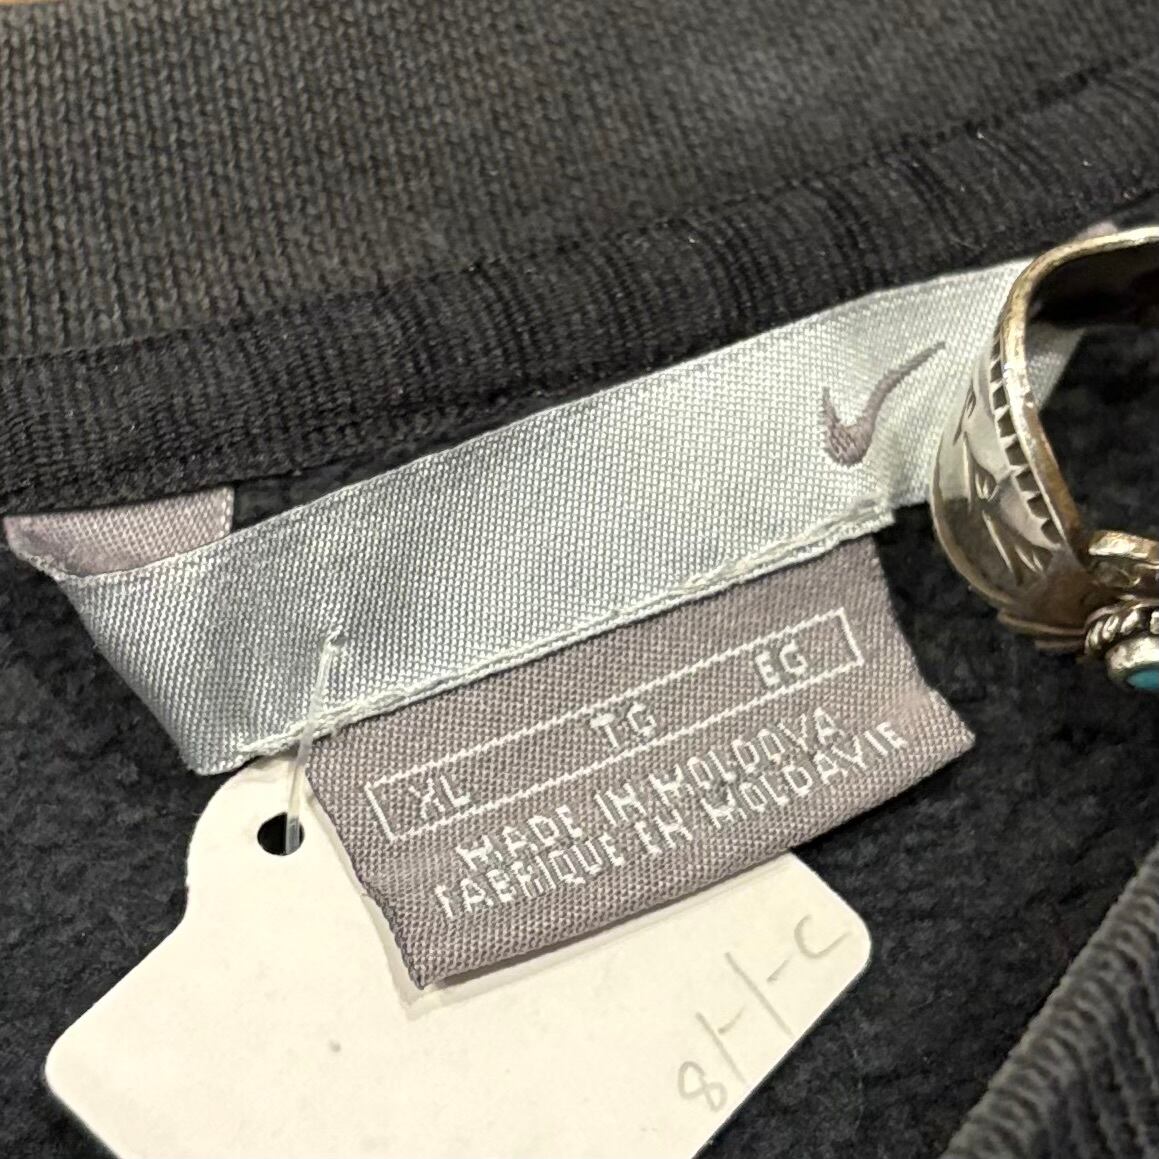 XL TG EG
MADE IN MOLDOVA
FABRIQUE EN MOLDAVIE
8/-1-C